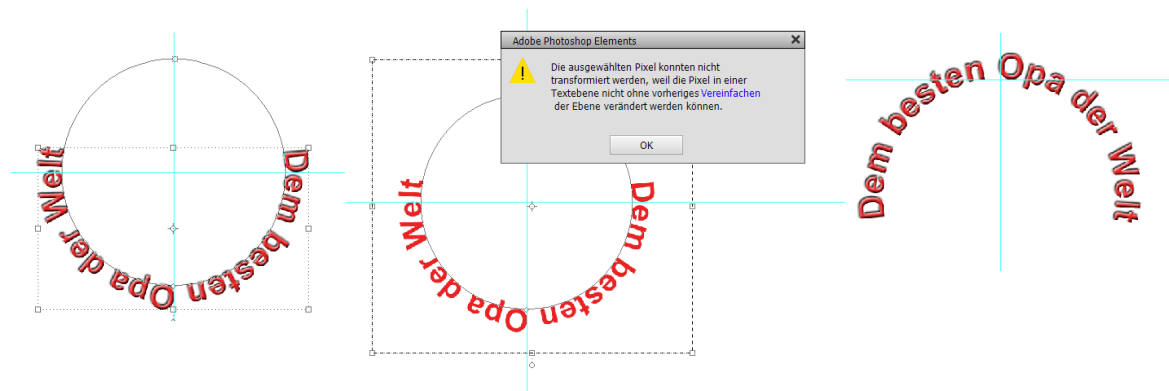 Dem besten Opa der Welt
Adobe Photoshop Elements
Die ausgewählten Pixel konnten nicht
transformiert werden, weil die Pixel in einer
Textebene nicht ohne vorheriges Vereinfachen
der Ebene verändert werden können.
OK
Dem besten Opa der Welt
Dem besten Opa der Welt